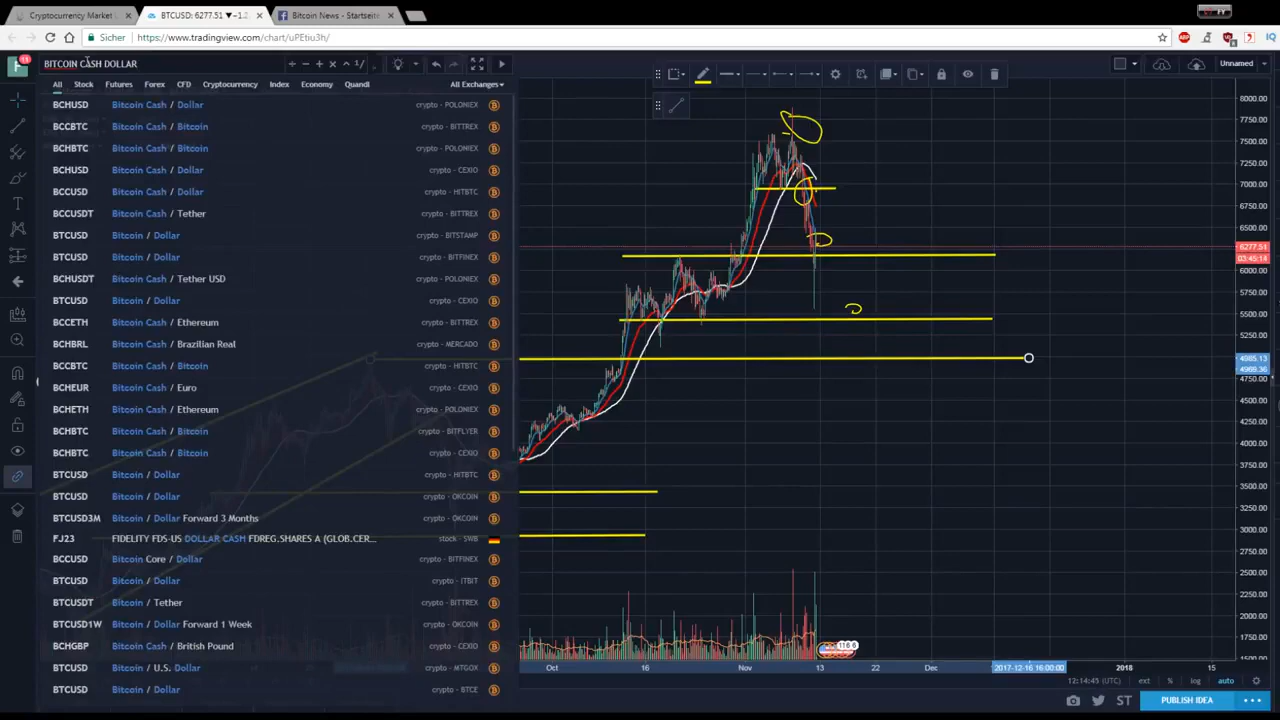 Cryptocurrency Market
BTCUSD: 6277.51 ▼−1.2
Bitcoin News - Startseite
Sicher
https://www.tradingview.com/chart/uPEtiu3h/
BITCOIN CASH DOLLAR
1/
Unnamed
All Stock Futures Forex CFD Cryptocurrency Index Economy Quandl All Exchanges
BCHUSD Bitcoin Cash / Dollar crypto - POLONIEX
BCCBTC Bitcoin Cash / Bitcoin crypto - BITTREX
BCHBTC Bitcoin Cash / Bitcoin crypto - POLONIEX
BCHUSD Bitcoin Cash / Dollar crypto - CEXIO
BCCUSD Bitcoin Cash / Dollar crypto - HITBTC
BCCUSDT Bitcoin Cash / Tether crypto - BITTREX
BTCUSD Bitcoin / Dollar crypto - BITSTAMP
BTCUSD Bitcoin / Dollar crypto - BITFINEX
BCHUSDT Bitcoin Cash / Tether USD crypto - POLONIEX
BTCUSD Bitcoin / Dollar crypto - CEXIO
BCCETH Bitcoin Cash / Ethereum crypto - BITTREX
BCHBRL Bitcoin Cash / Brazilian Real crypto - MERCADO
BCCBTC Bitcoin Cash / Bitcoin crypto - HITBTC
BCHEUR Bitcoin Cash / Euro crypto - CEXIO
BCHETH Bitcoin Cash / Ethereum crypto - POLONIEX
BCHBTC Bitcoin Cash / Bitcoin crypto - BITFLYER
BCHBTC Bitcoin Cash / Bitcoin crypto - CEXIO
BTCUSD Bitcoin / Dollar crypto - HITBTC
BTCUSD Bitcoin / Dollar crypto - OKCOIN
BTCUSD3M Bitcoin / Dollar Forward 3 Months crypto - OKCOIN
FJ23 FIDELITY FDS-US DOLLAR CASH FDREG.SHARES A (GLOB.CER... stock - SWB
BCCUSD Bitcoin Core / Dollar crypto - BITFINEX
BTCUSD Bitcoin / Dollar crypto - ITBIT
BTCUSDT Bitcoin / Tether crypto - BITTREX
BTCUSD1W Bitcoin / Dollar Forward 1 Week crypto - OKCOIN
BCHGBP Bitcoin Cash / British Pound crypto - CEXIO
BTCUSD Bitcoin / U.S. Dollar crypto - MTGOX
BTCUSD Bitcoin / Dollar crypto - BTCE
8000.00
7750.00
7500.00
7250.00
7000.00
6750.00
6500.00
6277.51
03:45:14
6000.00
5750.00
5500.00
5250.00
4985.13
4969.36
4750.00
4500.00
4250.00
4000.00
3750.00
3500.00
3250.00
3000.00
2750.00
2500.00
2250.00
2000.00
1750.00
1500.00
Oct 16 Nov 13 22 Dec 2017-12-16 16:00:00 2018 15
12:14:45 (UTC) ext % log auto
ST PUBLISH IDEA